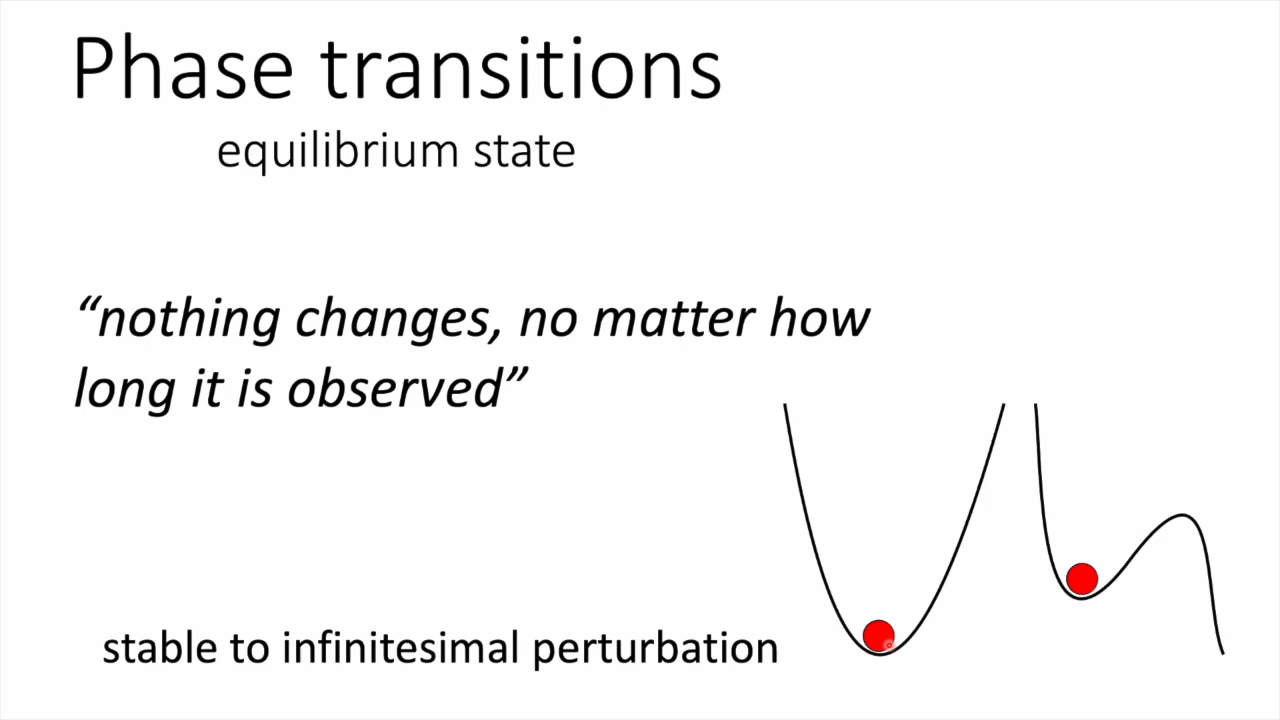 Phase transitions
equilibrium state
“nothing changes, no matter how
long it is observed”
stable to infinitesimal perturbation